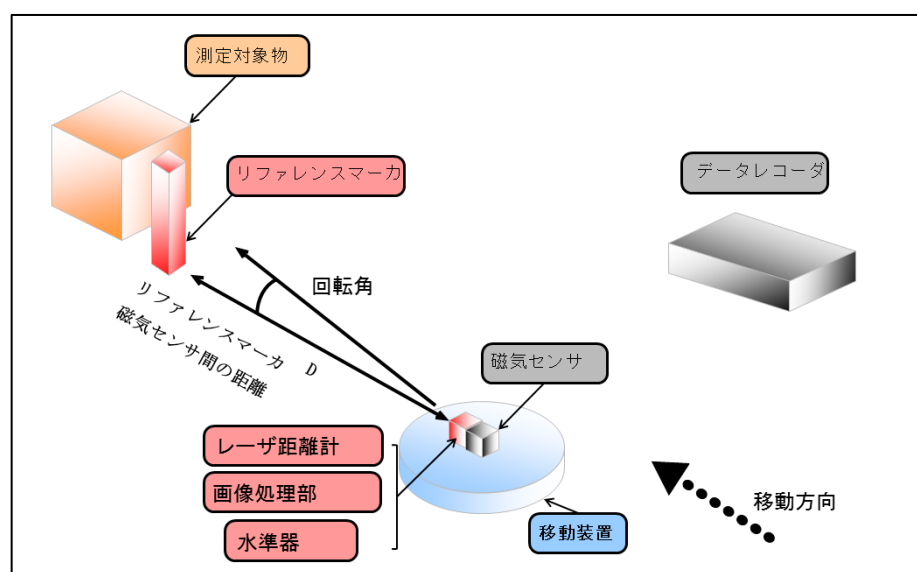 測定対象物
リファレンスマーカ
データレコーダ
回転角
リファレンスマーカ D
磁気センサ間の距離
磁気センサ
レーザ距離計
画像処理部
水準器
移動装置
移動方向